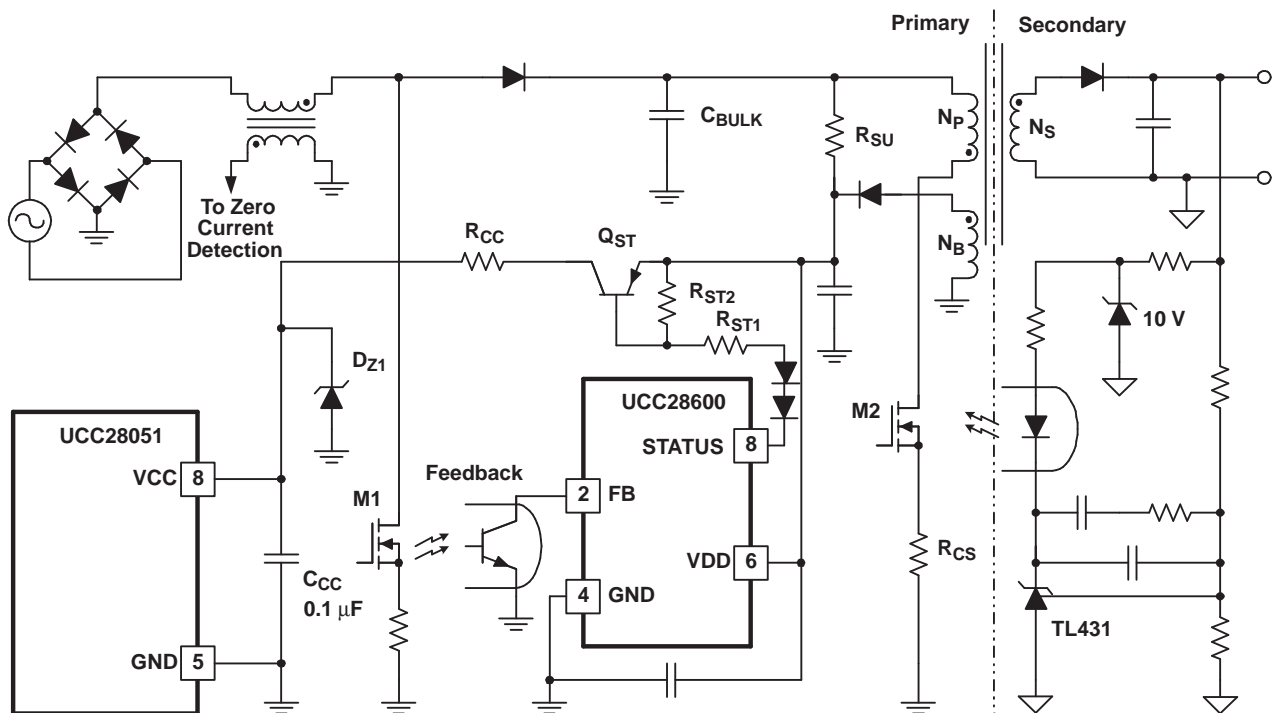 Primary
Secondary
C_BULK
R_SU
N_P
N_S
To Zero
Current
Detection
R_CC
Q_ST
N_B
R_ST2
R_ST1
10 V
D_Z1
UCC28051
UCC28600
M2
STATUS
8
VCC
8
Feedback
M1
2
FB
R_CS
VDD
6
C_CC
0.1 μF
4
GND
TL431
GND
5